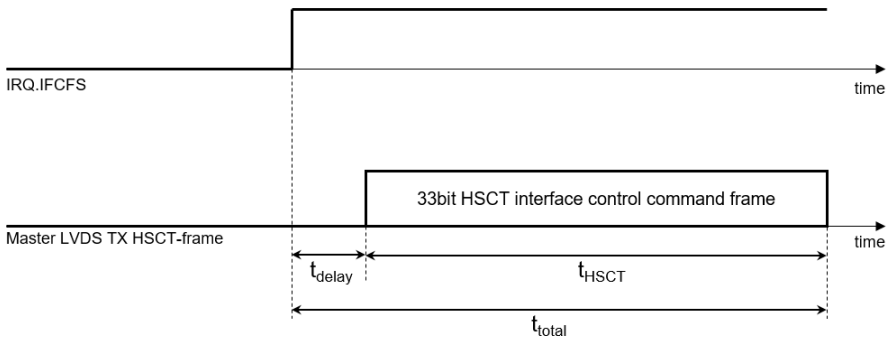 IRQ.IFCFS
time
33bit HSCT interface control command frame
Master LVDS TX HSCT-frame
time
tdelay
tHSCT
ttotal